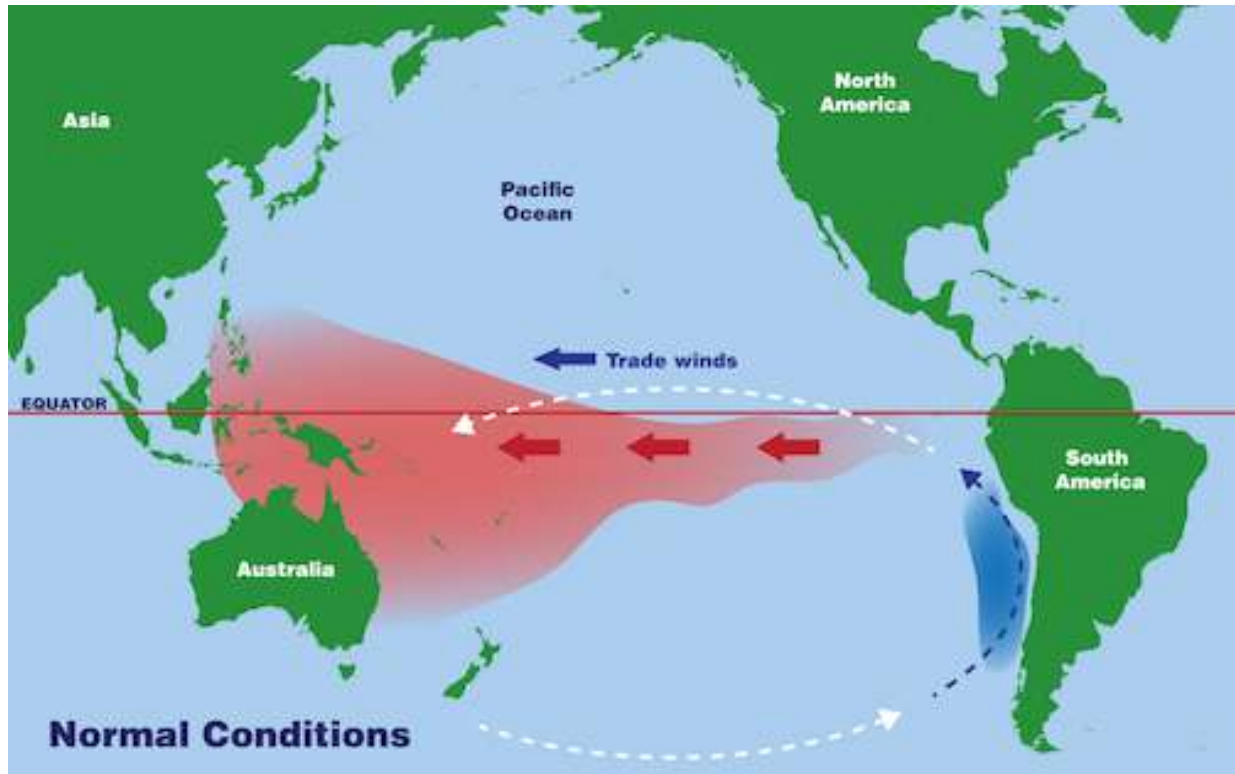 North
America
Asia
Pacific
Ocean
Trade winds
EQUATOR
South
America
Australia
Normal Conditions